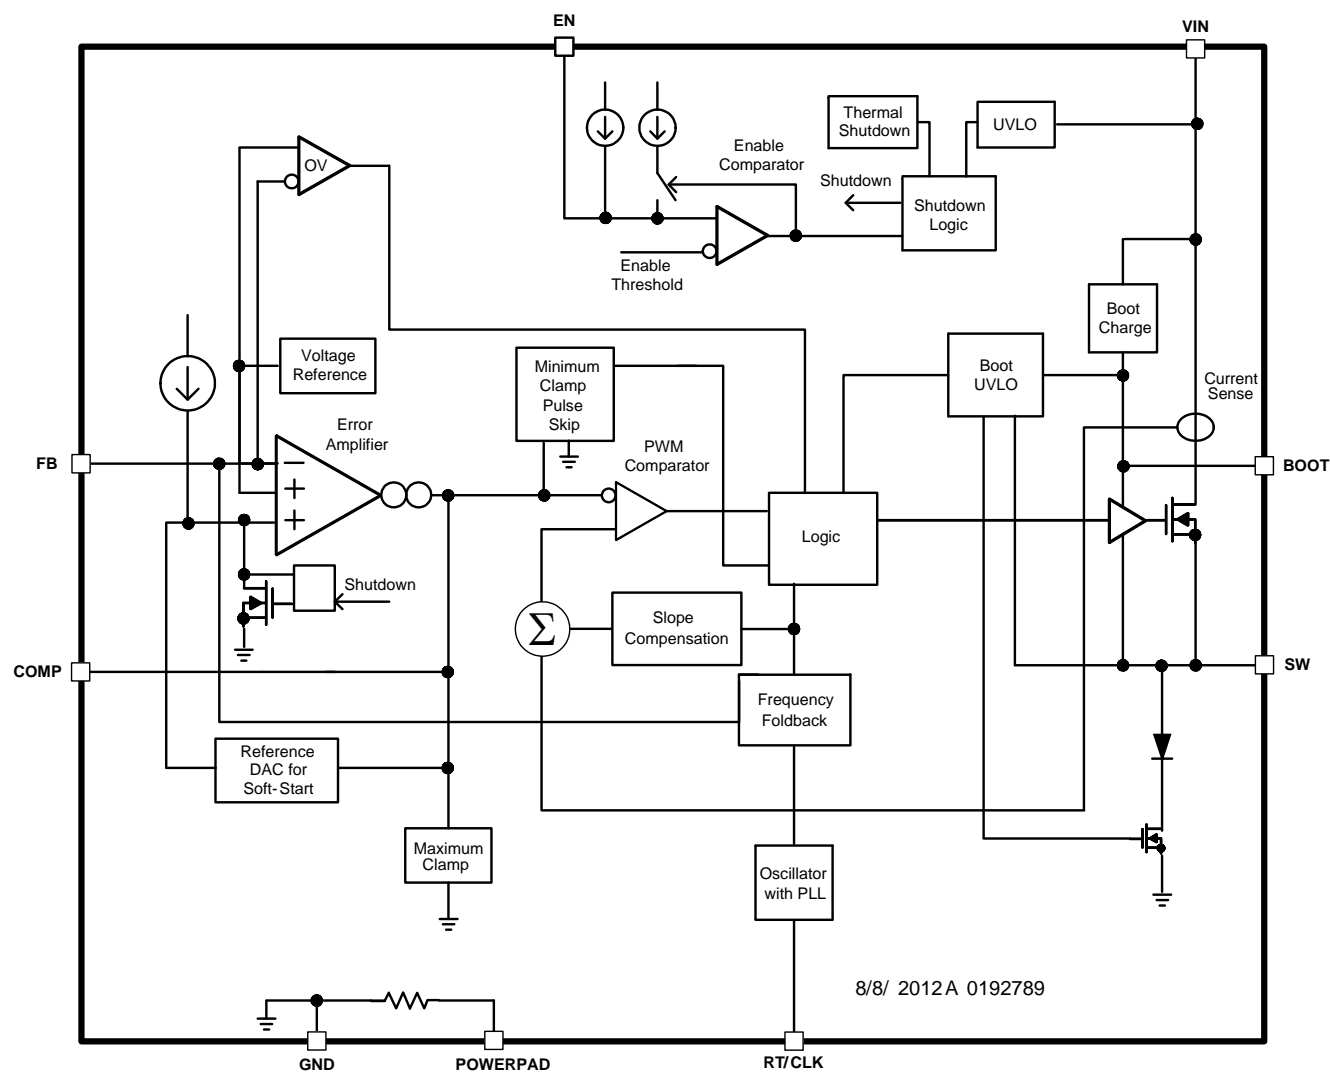 EN
VIN
Thermal
Shutdown
UVLO
OV
Enable
Comparator
Shutdown
Shutdown
Logic
Enable
Threshold
Boot
Charge
Voltage
Reference
Minimum
Clamp
Pulse
Skip
Boot
UVLO
Current
Sense
Error
Amplifier
PWM
Comparator
FB
BOOT
−
+
+
Logic
Shutdown
Σ
Slope
Compensation
COMP
SW
Frequency
Foldback
Reference
DAC for
Soft-Start
Maximum
Clamp
Oscillator
with PLL
8/8/ 2012 A 0192789
GND
POWERPAD
RT/CLK